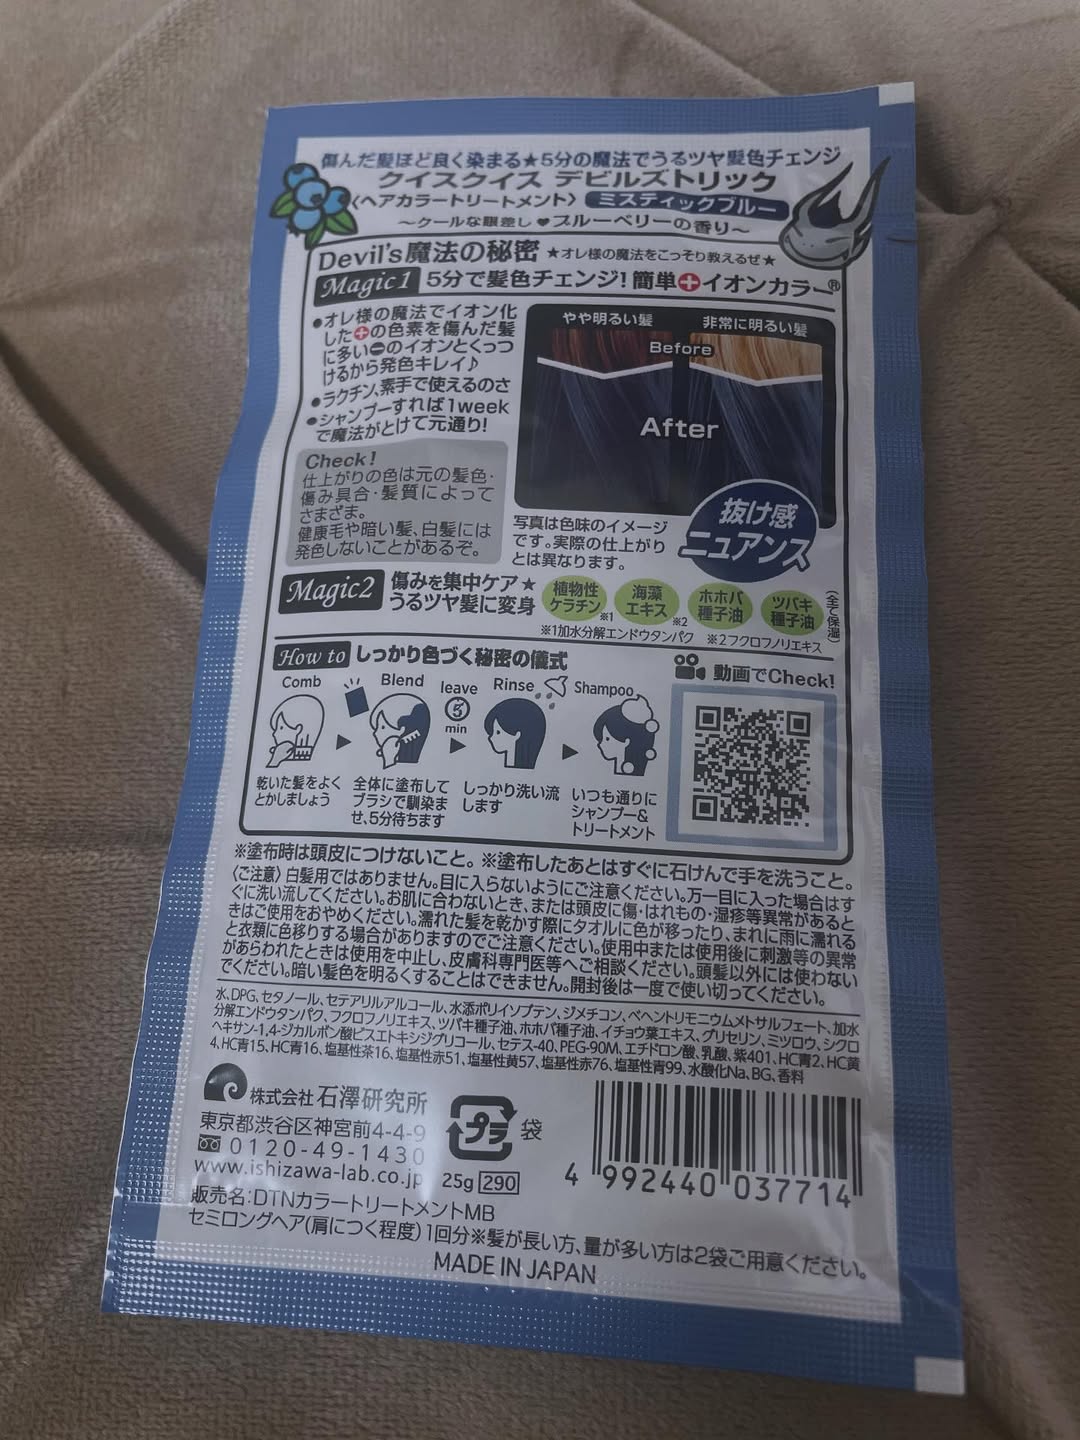 傷んだ髪ほど良く染まる★5分の魔法でうるツヤ髪色チェンジ
クイスクイス デビルズトリック
〈ヘアカラートリートメント〉 ミスティックブルー
〜クールな眼差し♥ブルーベリーの香り〜
Devil's魔法の秘密 ★オレ様の魔法をこっそり教えるぜ★
Magic1 5分で髪色チェンジ!簡単⊕イオンカラー®
●オレ様の魔法でイオン化
した⊕の色素を傷んだ髪
に多い⊖のイオンとくっつ
けるから発色キレイ♪
●ラクチン、素手で使えるのさ
●シャンプーすれば1week
で魔法がとけて元通り!
Check!
仕上がりの色は元の髪色・
傷み具合・髪質によって
さまざま。
健康毛や暗い髪、白髪には
発色しないことがあるぞ。
やや明るい髪 非常に明るい髪
Before
After
写真は色味のイメージ
です。実際の仕上がり
とは異なります。
抜け感
ニュアンス
Magic2 傷みを集中ケア★
うるツヤ髪に変身
植物性
ケラチン※1
海藻
エキス※2
ホホバ
種子油
ツバキ
種子油
(全て保湿)
※1加水分解エンドウタンパク ※2フクロフノリエキス
How to しっかり色づく秘密の儀式
Comb
Blend
leave
5
min
Rinse
Shampoo
乾いた髪をよく
とかしましょう
全体に塗布して
ブラシで馴染ま
せ、5分待ちます
しっかり洗い流
します
いつも通りに
シャンプー&
トリートメント
動画でCheck!
※塗布時は頭皮につけないこと。※塗布したあとはすぐに石けんで手を洗うこと。
〈ご注意〉白髪用ではありません。目に入らないようにご注意ください。万一目に入った場合はす
ぐに洗い流してください。お肌に合わないとき、または頭皮に傷・はれもの・湿疹等異常があると
きはご使用をおやめください。濡れた髪を乾かす際にタオルに色が移ったり、まれに雨に濡れる
と衣類に色移りする場合がありますのでご注意ください。使用中または使用後に刺激等の異常
があらわれたときは使用を中止し、皮膚科専門医等へご相談ください。頭髪以外には使わない
でください。暗い髪色を明るくすることはできません。開封後は一度で使い切ってください。
水、DPG、セタノール、セテアリルアルコール、水添ポリイソブテン、ジメチコン、ベヘントリモニウムメトサルフェート、加水
分解エンドウタンパク、フクロフノリエキス、ツバキ種子油、ホホバ種子油、イチョウ葉エキス、グリセリン、ミツロウ、シクロ
ヘキサン-1,4-ジカルボン酸ビスエトキシジグリコール、セテス-40、PEG-90M、エチドロン酸、乳酸、紫401、HC青2、HC黄
4、HC青15、HC青16、塩基性茶16、塩基性赤51、塩基性黄57、塩基性赤76、塩基性青99、水酸化Na、BG、香料
株式会社 石澤研究所
東京都渋谷区神宮前4-4-9
0120-49-1430
www.ishizawa-lab.co.jp
プラ 袋
25g 290
4 992440 037714
販売名:DTNカラートリートメントMB
セミロングヘア(肩につく程度)1回分※髪が長い方、量が多い方は2袋ご用意ください。
MADE IN JAPAN